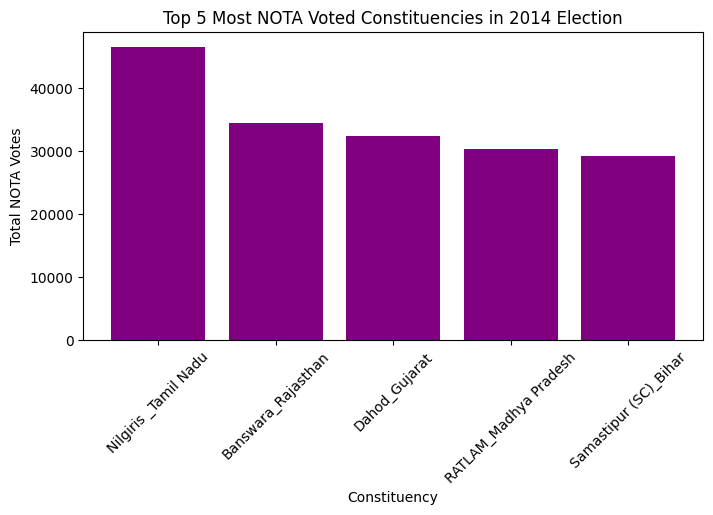 Top 5 Most NOTA Voted Constituencies in 2014 Election
Total NOTA Votes
40000
30000
20000
10000
0
Nilgiris _Tamil Nadu
Banswara_Rajasthan
Dahod_Gujarat
RATLAM_Madhya Pradesh
Samastipur (SC)_Bihar
Constituency